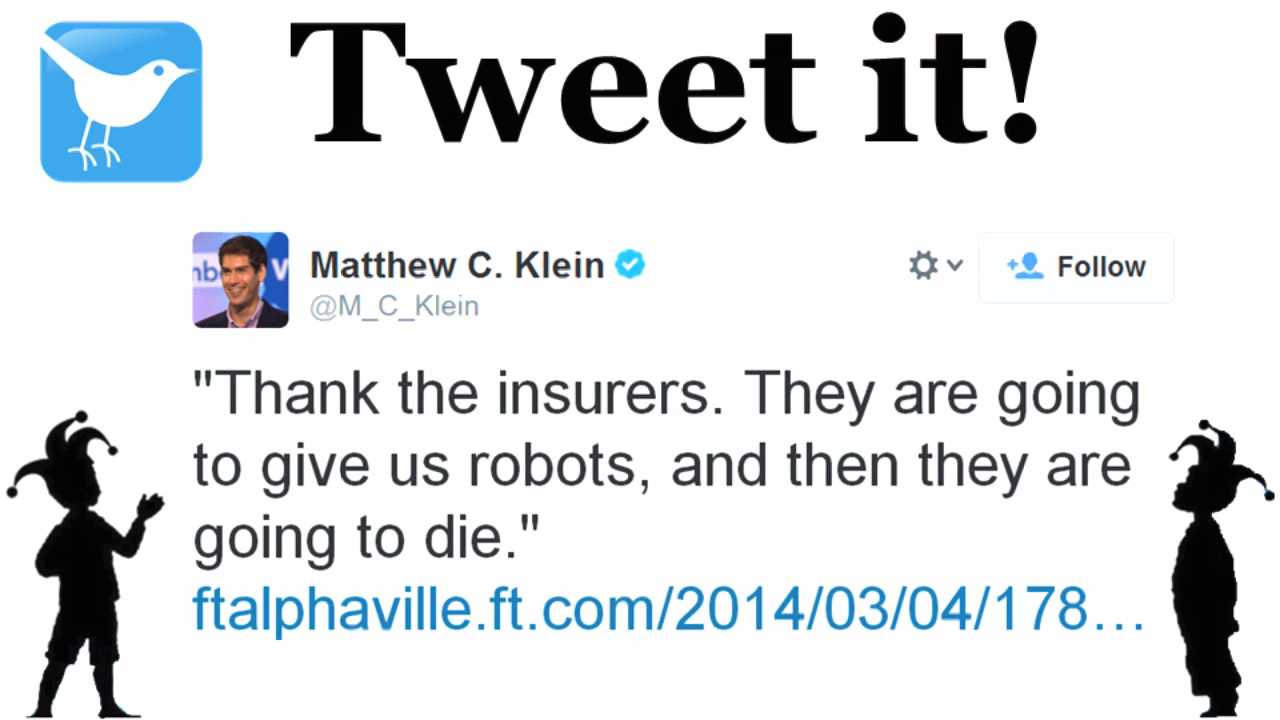 Tweet it!
Matthew C. Klein
@M_C_Klein
Follow
"Thank the insurers. They are going
to give us robots, and then they are
going to die."
ftalphaville.ft.com/2014/03/04/178…